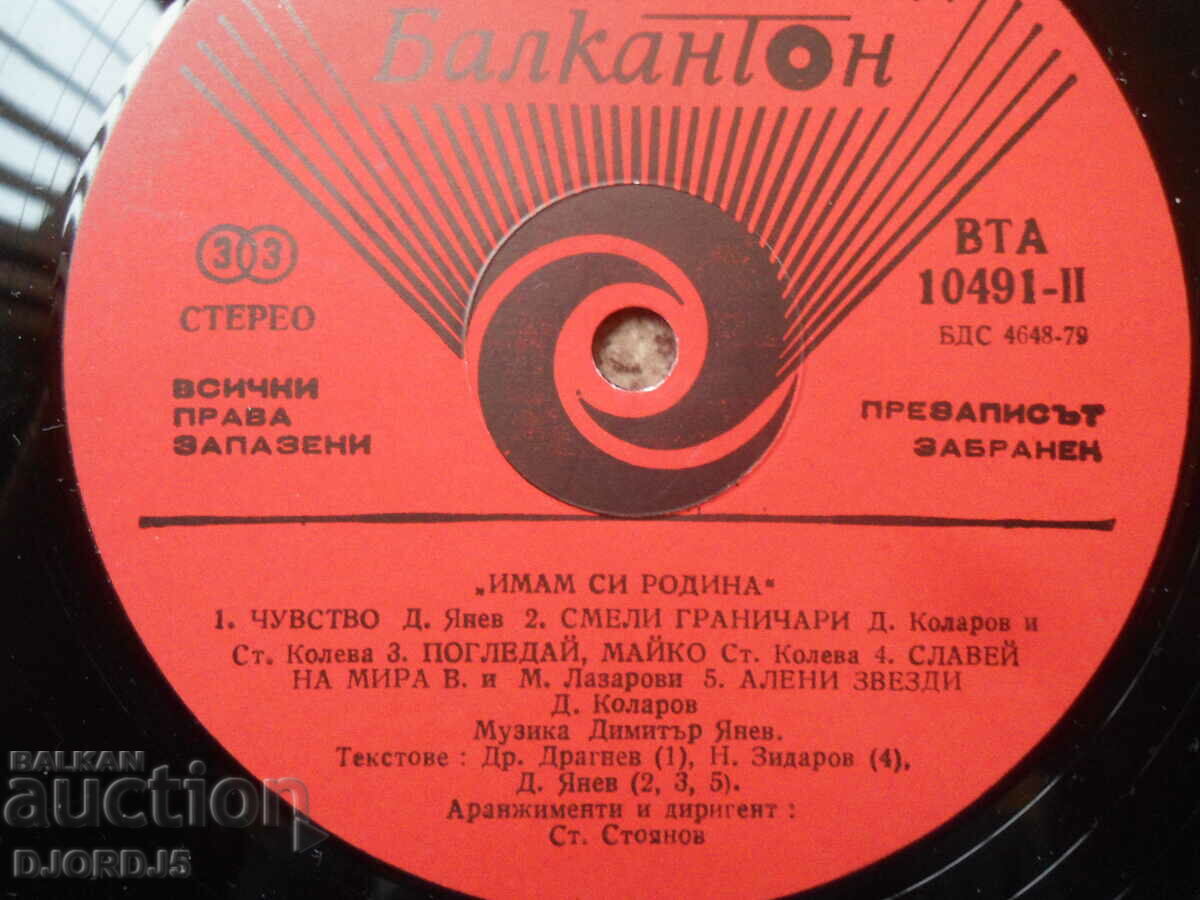 Балкантон
33
СТЕРЕО
ВСИЧКИ
ПРАВА
ЗАПАЗЕНИ
ВТА
10491-II
БДС 4648-79
ПРЕЗАПИСЪТ
ЗАБРАНЕН
„ИМАМ СИ РОДИНА"
1. ЧУВСТВО Д. Янев 2. СМЕЛИ ГРАНИЧАРИ Д. Коларов и
Ст. Колева 3. ПОГЛЕДАЙ, МАЙКО Ст. Колева 4. СЛАВЕЙ
НА МИРА В. и М. Лазарови 5. АЛЕНИ ЗВЕЗДИ
Д. Коларов
Музика Димитър Янев.
Текстове : Др. Драгнев (1), Н. Зидаров (4),
Д. Янев (2, 3, 5).
Аранжименти и диригент :
Ст. Стоянов
BALKAN
auction
DJORDJ5